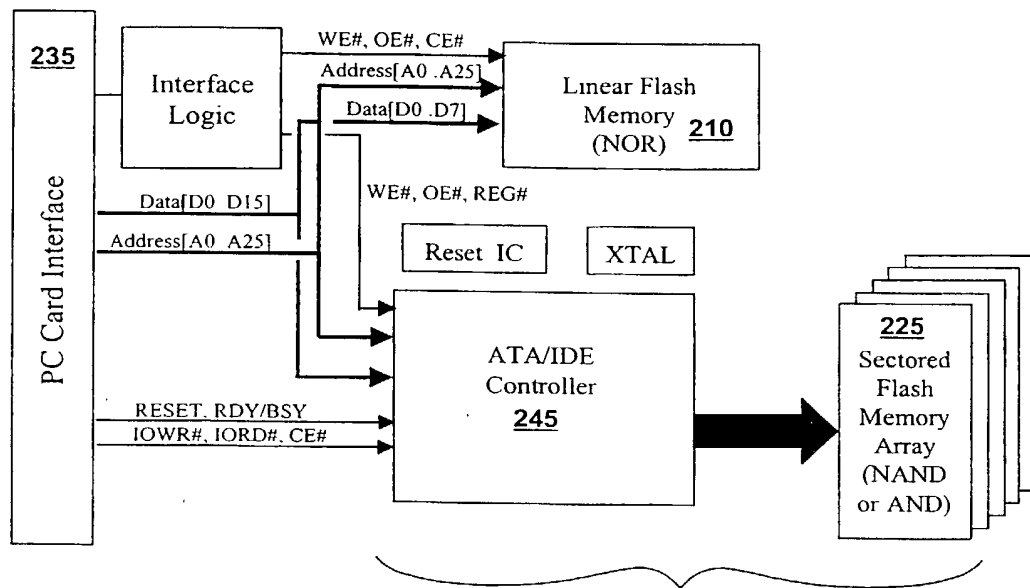 235
PC Card Interface
Interface
Logic
WE#, OE#, CE#
Address[A0 .A25]
Data[D0 .D7]
Linear Flash
Memory
(NOR)
210
Data[D0 D15]
Address[A0 A25]
WE#, OE#, REG#
Reset IC
XTAL
ATA/IDE
Controller
245
RESET, RDY/BSY
IOWR#, IORD#, CE#
225
Sectored
Flash
Memory
Array
(NAND
or AND)